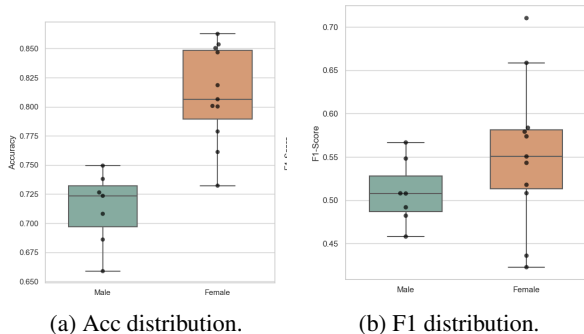 0.850
0.825
0.800
0.775
0.750
0.725
0.700
0.675
0.650
Accuracy
Male
Female
F1-Score
0.70
0.65
0.60
0.55
0.50
0.45
F1-Score
Male
Female
(a) Acc distribution.
(b) F1 distribution.